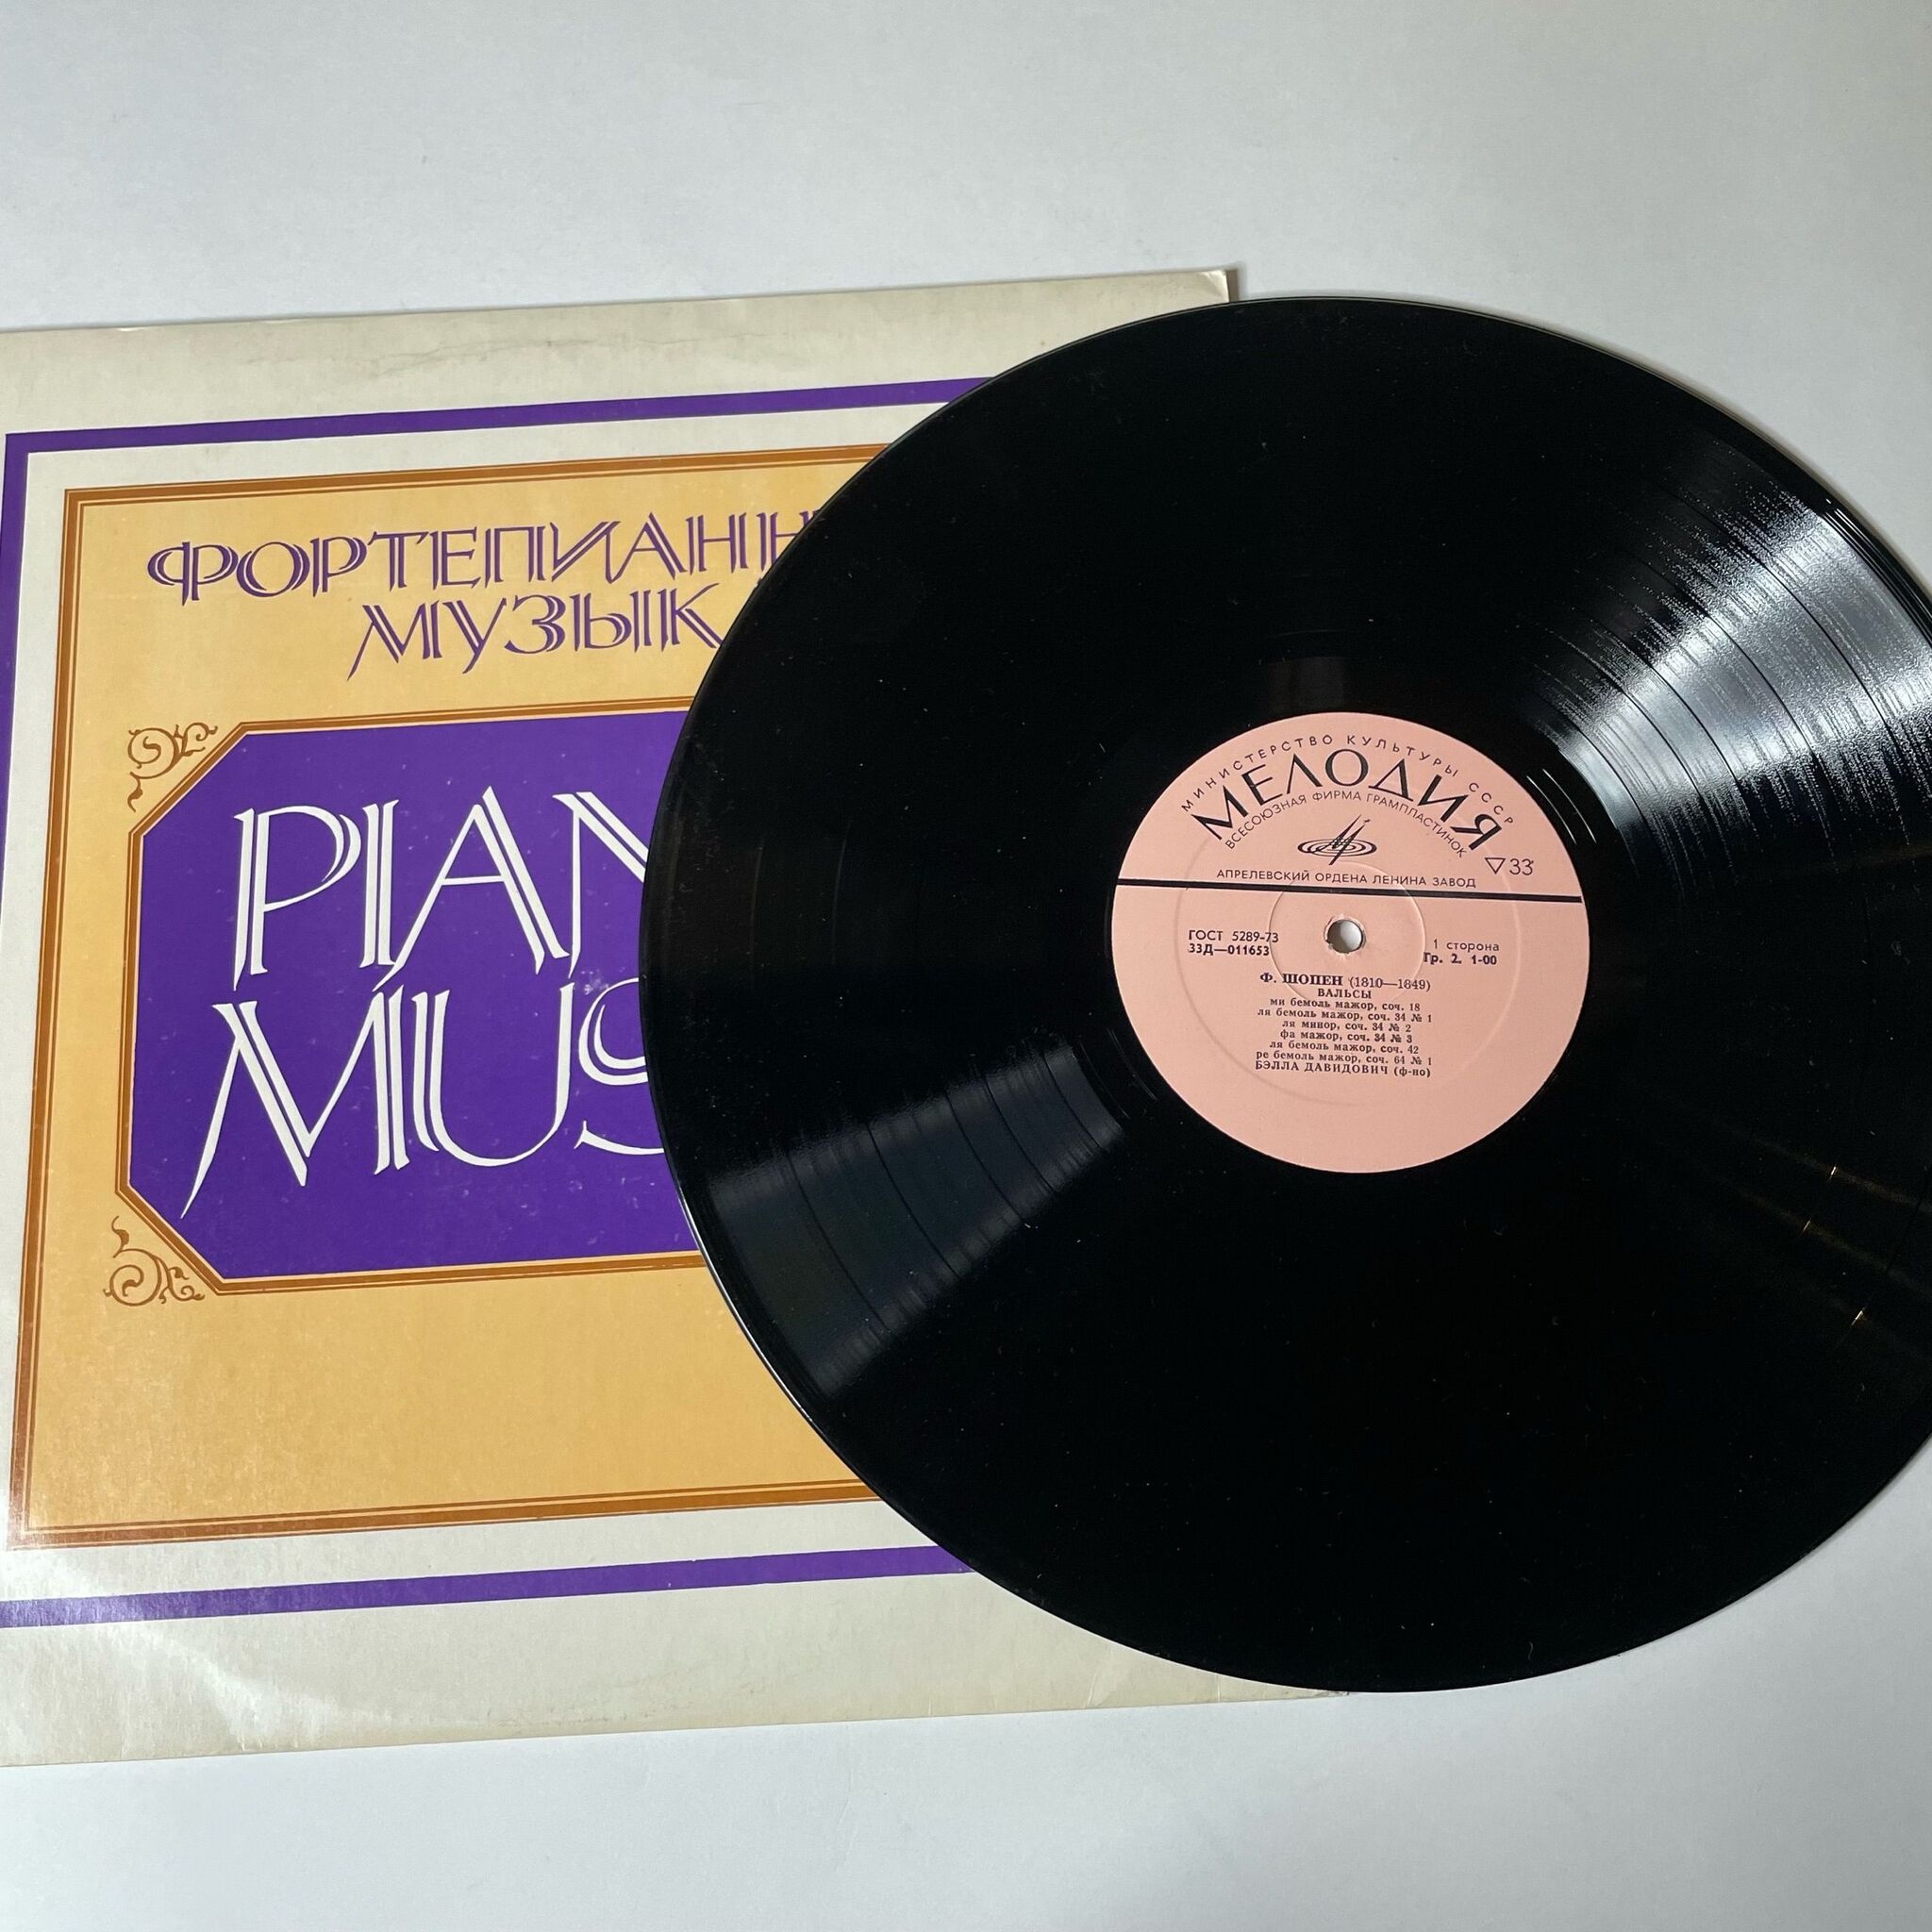 ФОРТЕПИАНН
МУЗЫК
PIAN
MUS
МИНИСТЕРСТВО КУЛЬТУРЫ СССР
МЕЛОДИЯ
ВСЕСОЮЗНАЯ ФИРМА ГРАМПЛАСТИНОК
▽33
АПРЕЛЕВСКИЙ ОРДЕНА ЛЕНИНА ЗАВОД
ГОСТ 5289-73
33Д—011653
1 сторона
Гр. 2. 1-00
Ф. ШОПЕН (1810—1849)
ВАЛЬСЫ
ми бемоль мажор, соч. 18
ля бемоль мажор, соч. 34 № 1
ля минор, соч. 34 № 2
фа мажор, соч. 34 № 3
ля бемоль мажор, соч. 42
ре бемоль мажор, соч. 64 № 1
БЭЛЛА ДАВИДОВИЧ (ф-но)